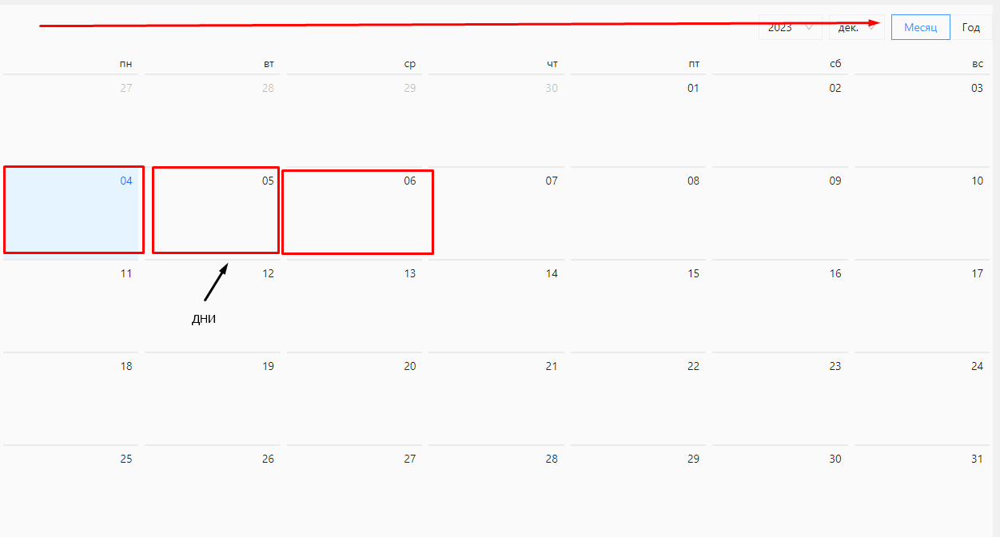 2023 дек. Месяц Год
пн вт ср чт пт сб вс
27 28 29 30 01 02 03
04 05 06 07 08 09 10
11 12 13 14 15 16 17
дни
18 19 20 21 22 23 24
25 26 27 28 29 30 31